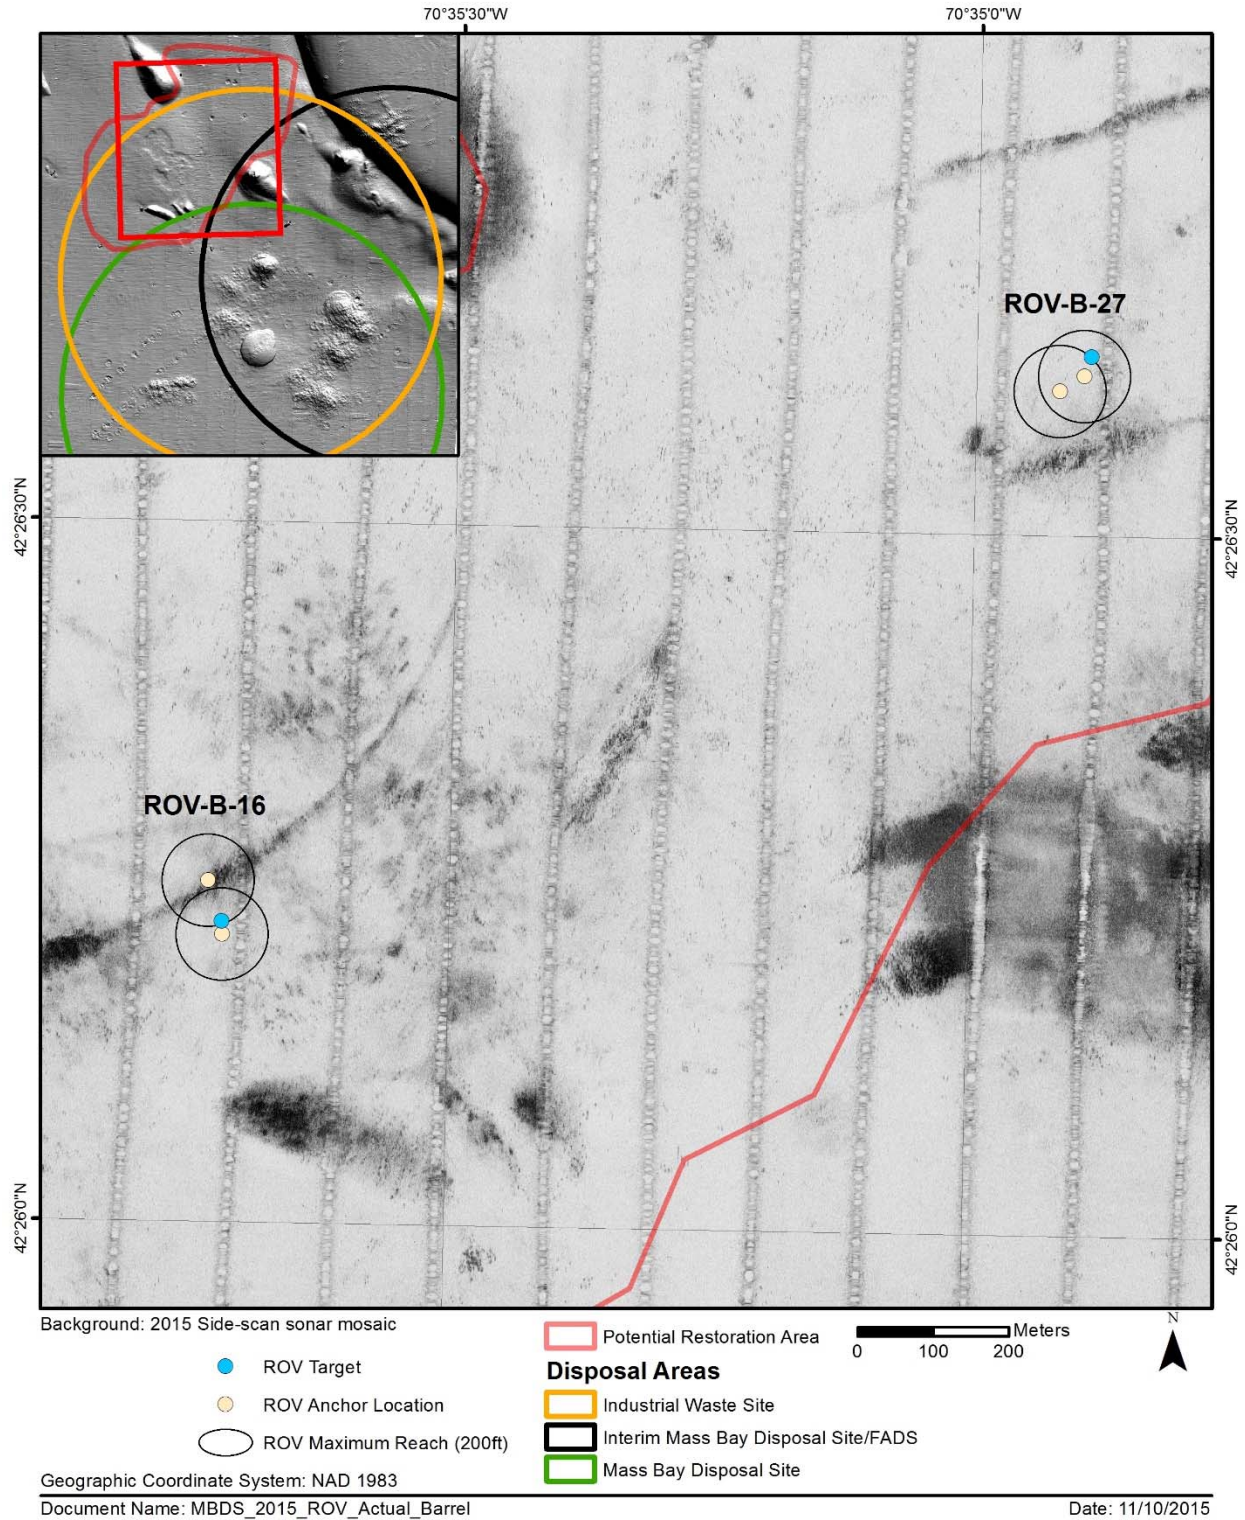 70°35'30"W
70°35'0"W
ROV-B-27
42°26'30"N
42°26'30"N
ROV-B-16
42°26'0"N
42°26'0"N
Background: 2015 Side-scan sonar mosaic
ROV Target
ROV Anchor Location
ROV Maximum Reach (200ft)
Potential Restoration Area
Disposal Areas
Industrial Waste Site
Interim Mass Bay Disposal Site/FADS
Mass Bay Disposal Site
Meters
0 100 200
N
Geographic Coordinate System: NAD 1983
Document Name: MBDS_2015_ROV_Actual_Barrel
Date: 11/10/2015